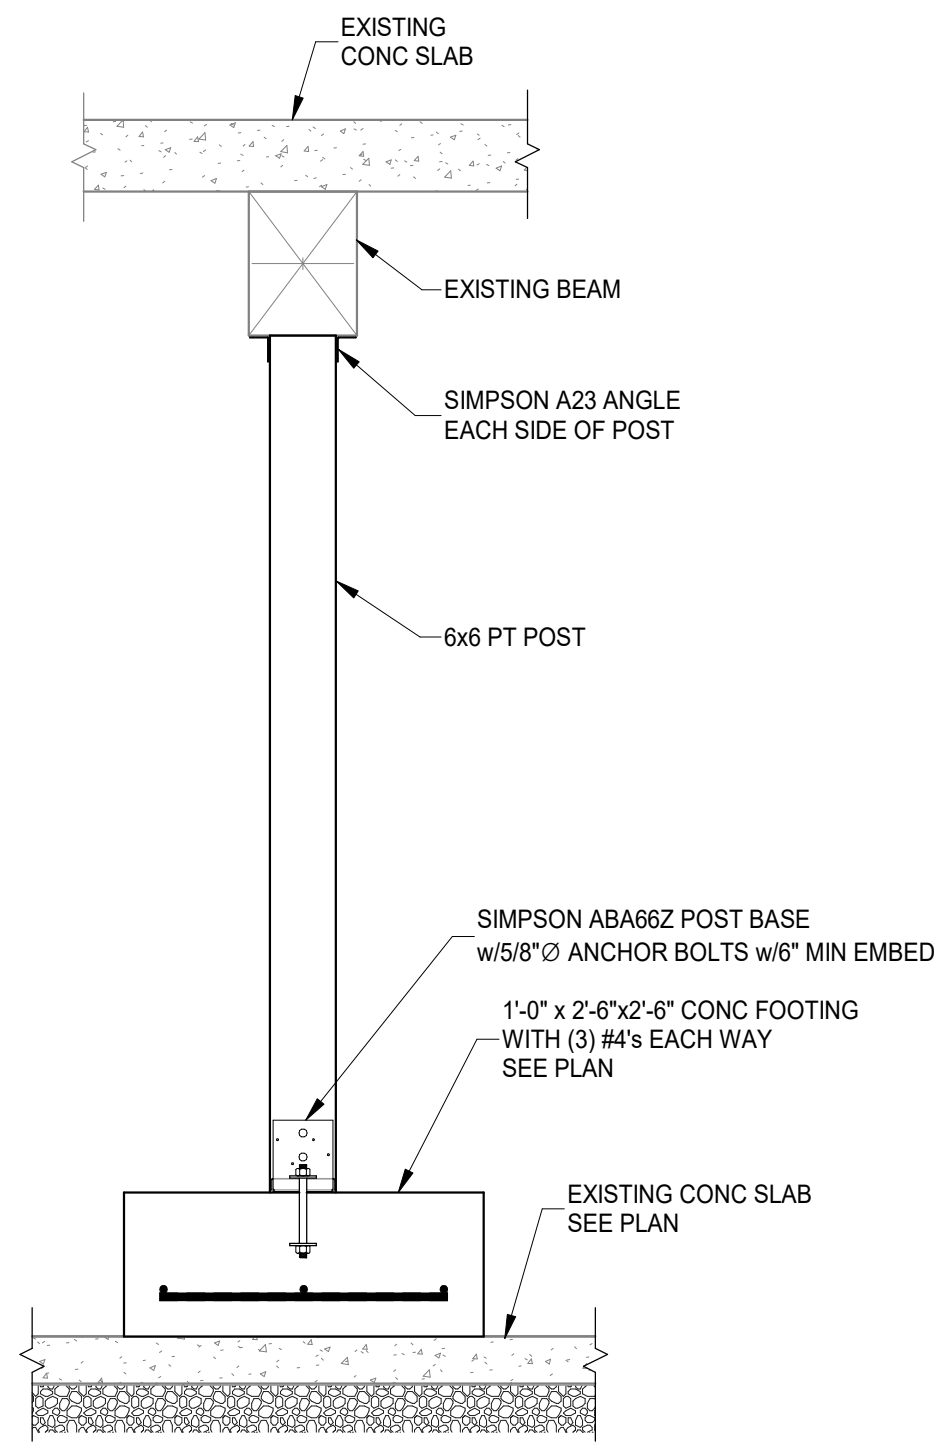 EXISTING
CONC SLAB
EXISTING BEAM
SIMPSON A23 ANGLE
EACH SIDE OF POST
6x6 PT POST
SIMPSON ABA66Z POST BASE
w/5/8"Ø ANCHOR BOLTS w/6" MIN EMBED
1'-0" x 2'-6"x2'-6" CONC FOOTING
WITH (3) #4's EACH WAY
SEE PLAN
EXISTING CONC SLAB
SEE PLAN